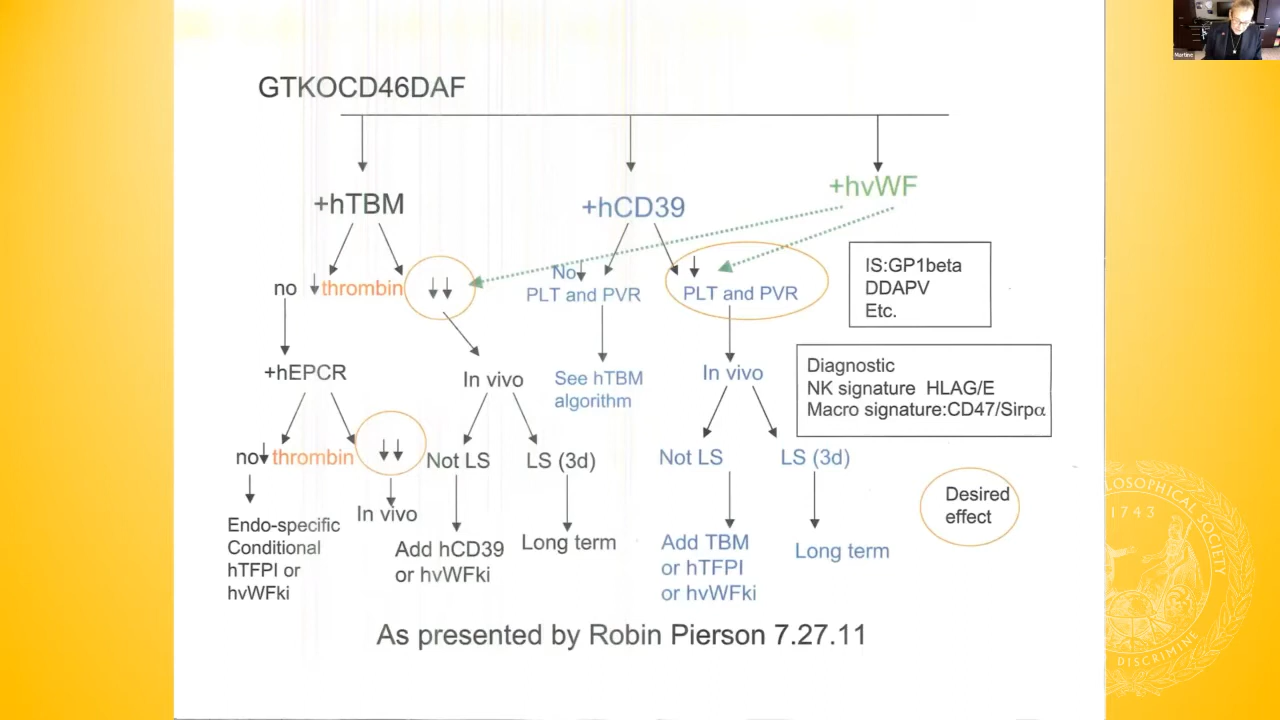 GTKOCD46DAF
+hTBM
+hCD39
+hvWF
no
thrombin
No
PLT and PVR
PLT and PVR
IS:GP1beta
DDAPV
Etc.
+hEPCR
In vivo
See hTBM
algorithm
In vivo
Diagnostic
NK signature HLAG/E
Macro signature:CD47/Sirpα
no
thrombin
Not LS
LS (3d)
Not LS
LS (3d)
Desired
effect
In vivo
Endo-specific
Conditional
hTFPI or
hvWFki
Add hCD39
or hvWFki
Long term
Add TBM
or hTFPI
or hvWFki
Long term
As presented by Robin Pierson 7.27.11
Martine
1743
DISCRIMINE